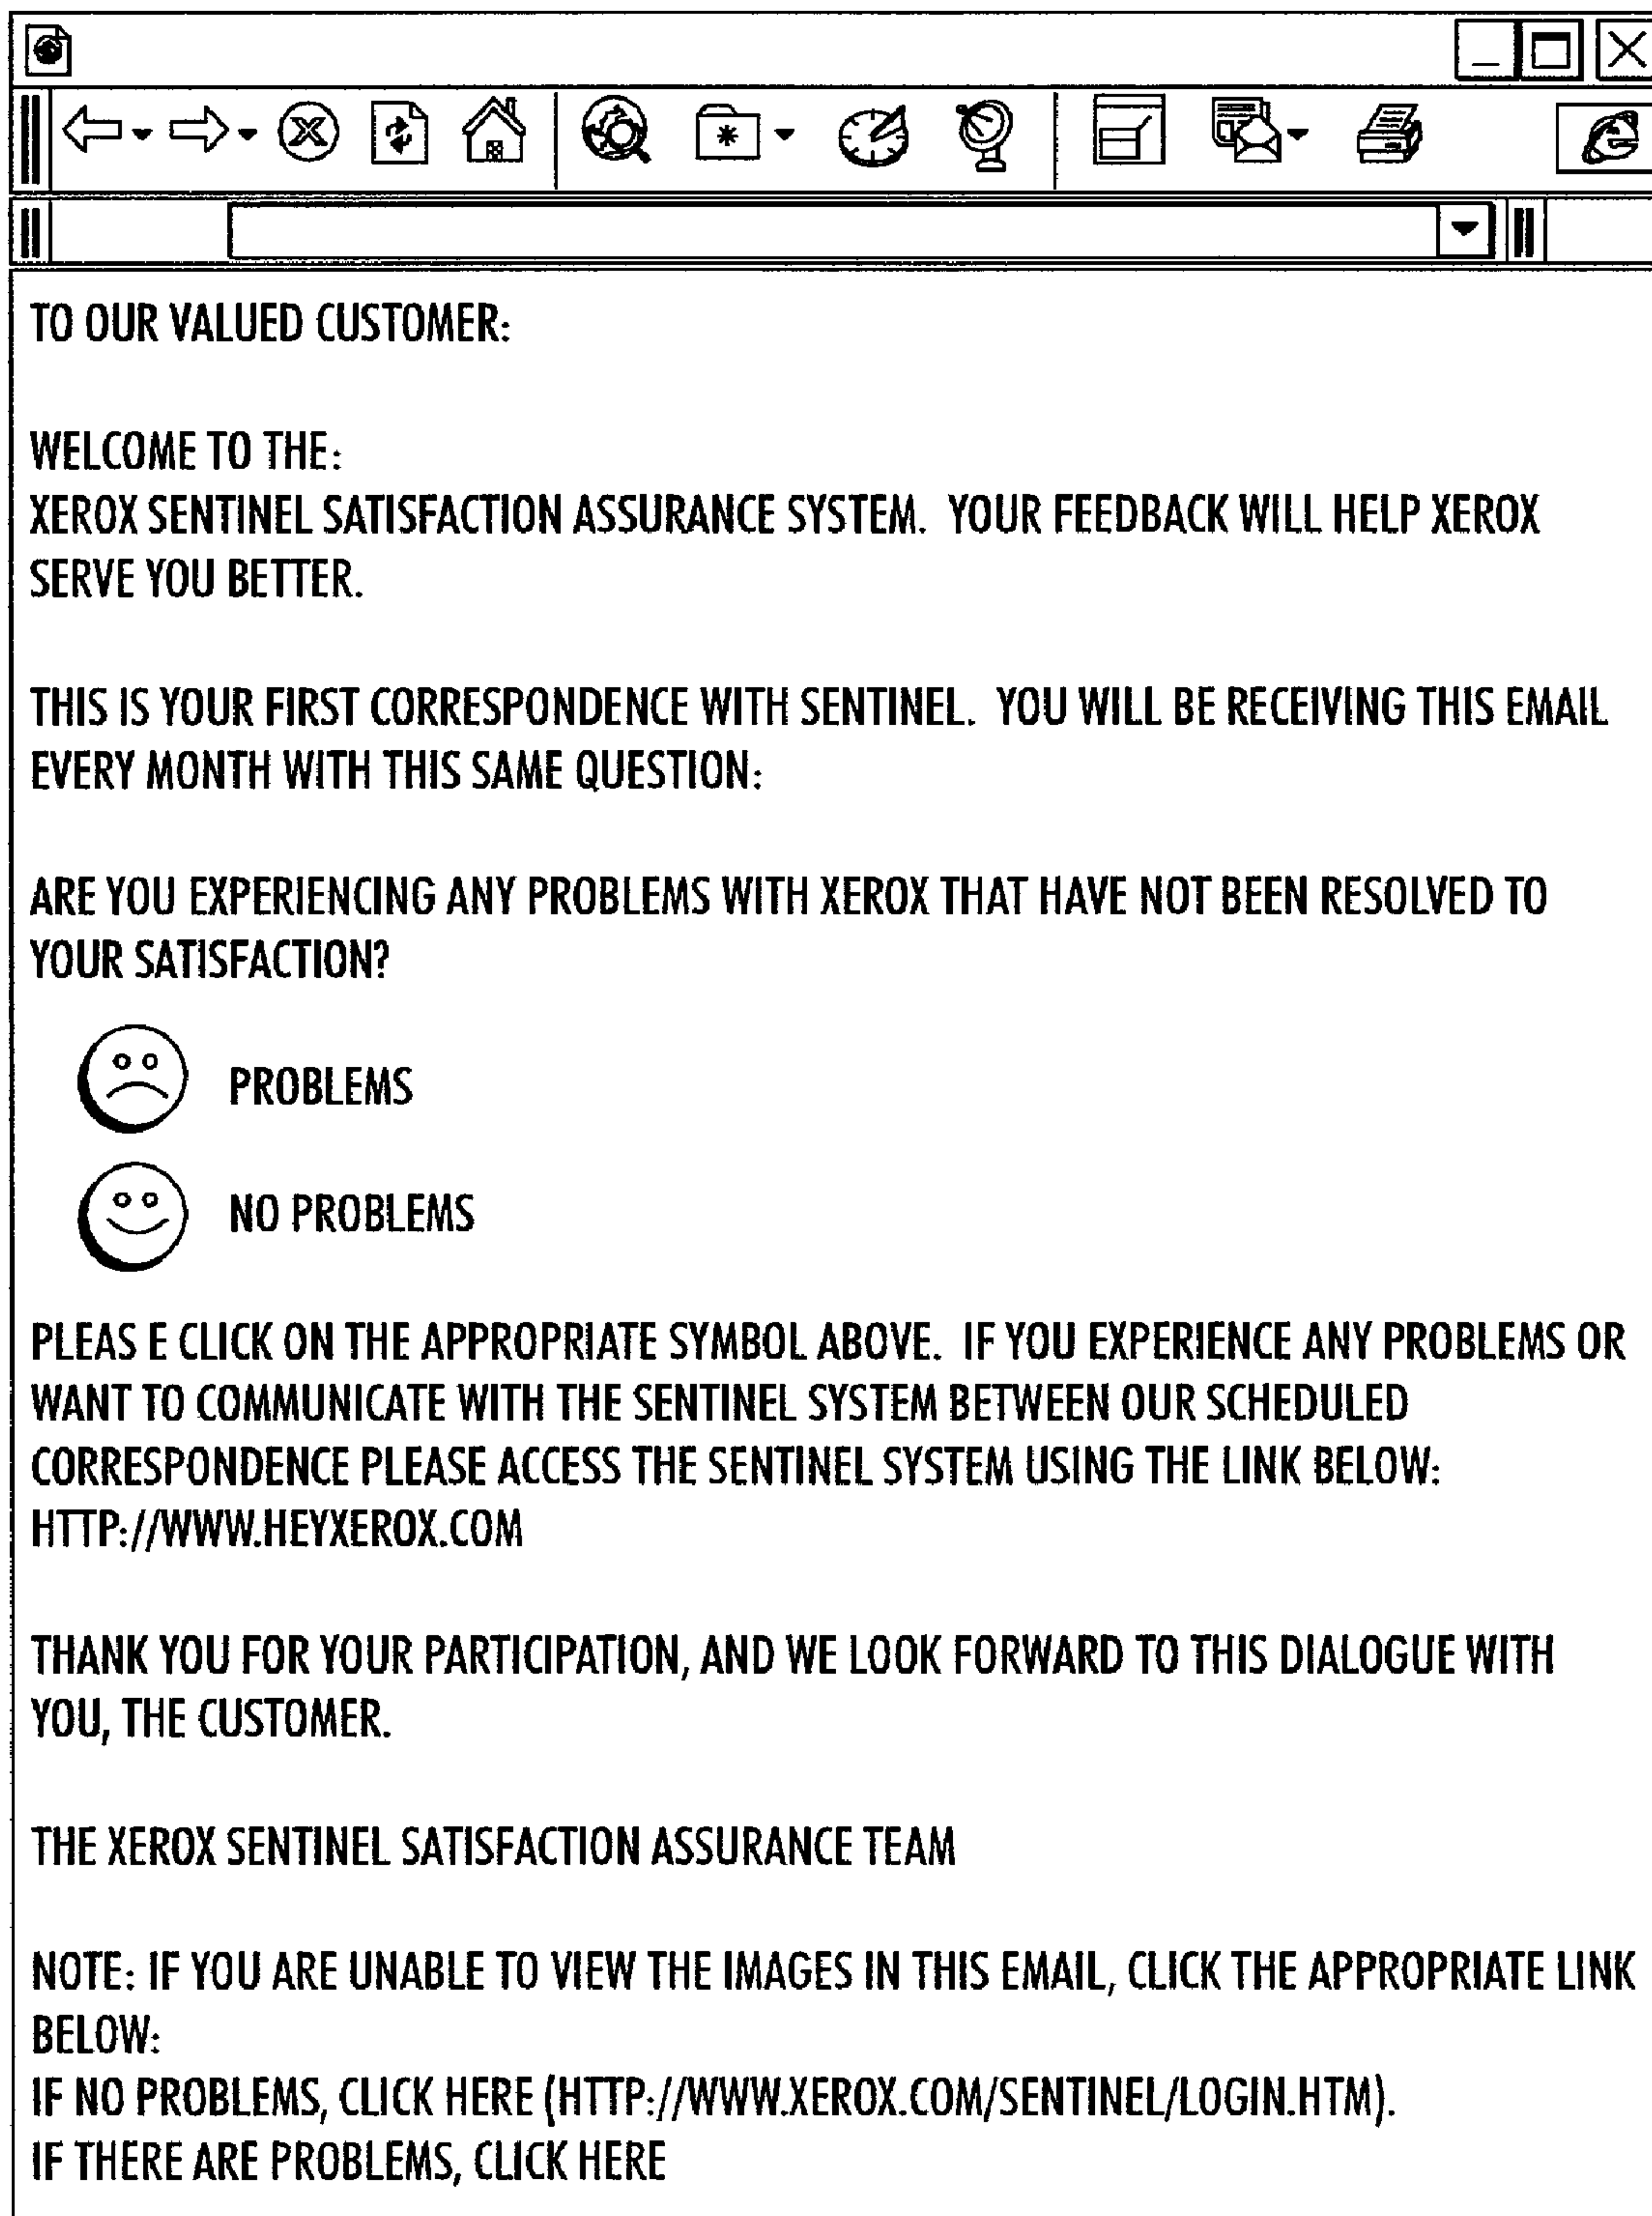 TO OUR VALUED CUSTOMER:
WELCOME TO THE:
XEROX SENTINEL SATISFACTION ASSURANCE SYSTEM. YOUR FEEDBACK WILL HELP XEROX
SERVE YOU BETTER.
THIS IS YOUR FIRST CORRESPONDENCE WITH SENTINEL. YOU WILL BE RECEIVING THIS EMAIL
EVERY MONTH WITH THIS SAME QUESTION:
ARE YOU EXPERIENCING ANY PROBLEMS WITH XEROX THAT HAVE NOT BEEN RESOLVED TO
YOUR SATISFACTION?
PROBLEMS
NO PROBLEMS
PLEAS E CLICK ON THE APPROPRIATE SYMBOL ABOVE. IF YOU EXPERIENCE ANY PROBLEMS OR
WANT TO COMMUNICATE WITH THE SENTINEL SYSTEM BETWEEN OUR SCHEDULED
CORRESPONDENCE PLEASE ACCESS THE SENTINEL SYSTEM USING THE LINK BELOW:
HTTP://WWW.HEYXEROX.COM
THANK YOU FOR YOUR PARTICIPATION, AND WE LOOK FORWARD TO THIS DIALOGUE WITH
YOU, THE CUSTOMER.
THE XEROX SENTINEL SATISFACTION ASSURANCE TEAM
NOTE: IF YOU ARE UNABLE TO VIEW THE IMAGES IN THIS EMAIL, CLICK THE APPROPRIATE LINK
BELOW:
IF NO PROBLEMS, CLICK HERE (HTTP://WWW.XEROX.COM/SENTINEL/LOGIN.HTM).
IF THERE ARE PROBLEMS, CLICK HERE